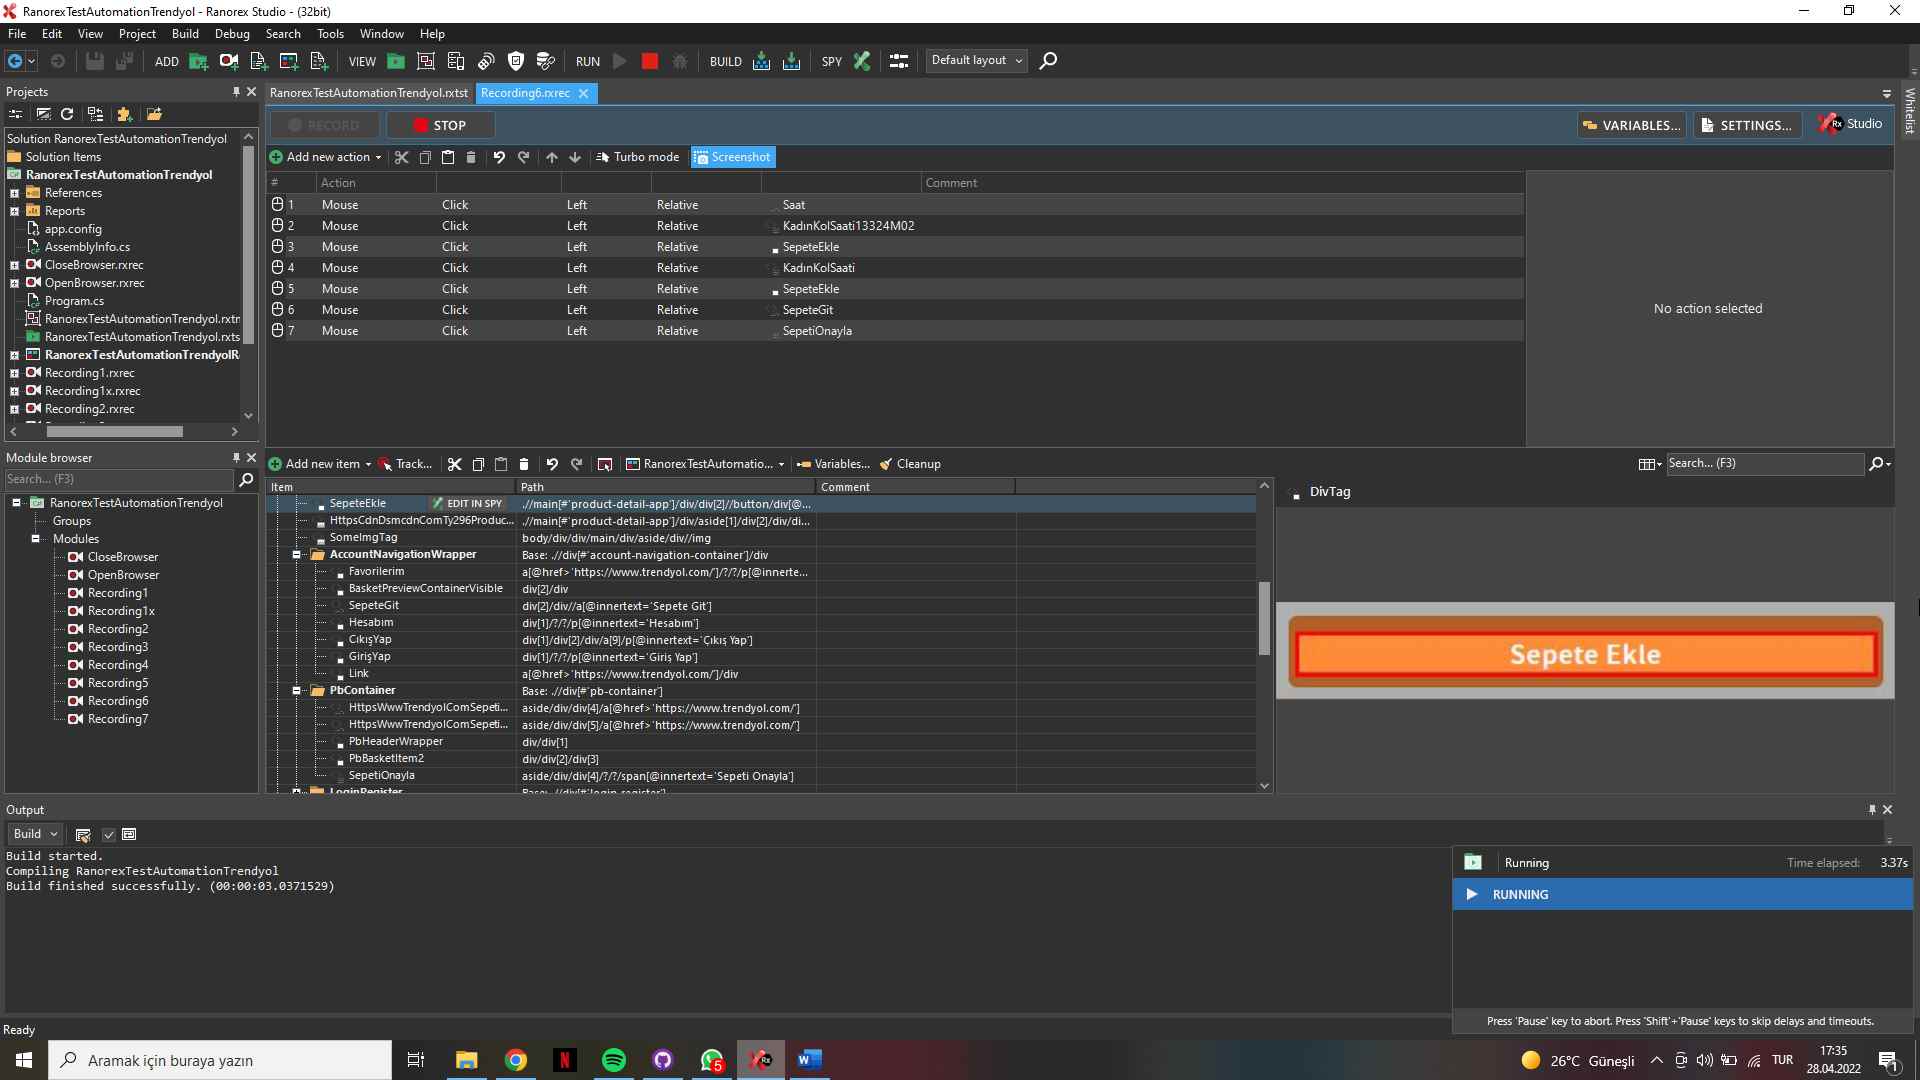 RanorexTestAutomationTrendyol - Ranorex Studio - (32bit)
File Edit View Project Build Debug Search Tools Window Help
ADD VIEW RUN BUILD SPY Default layout
Projects
Solution RanorexTestAutomationTrendyol
Solution Items
RanorexTestAutomationTrendyol
References
Reports
app.config
AssemblyInfo.cs
CloseBrowser.rxrec
OpenBrowser.rxrec
Program.cs
RanorexTestAutomationTrendyol.rxtr
RanorexTestAutomationTrendyol.rxts
RanorexTestAutomationTrendyolR
Recording1.rxrec
Recording1x.rxrec
Recording2.rxrec
RanorexTestAutomationTrendyol.rxtst Recording6.rxrec
Whitelist
RECORD STOP VARIABLES... SETTINGS... Rx Studio
Add new action Turbo mode Screenshot
# Action Comment
1 Mouse Click Left Relative Saat
2 Mouse Click Left Relative KadınKolSaati13324M02
3 Mouse Click Left Relative SepeteEkle
4 Mouse Click Left Relative KadınKolSaati
5 Mouse Click Left Relative SepeteEkle
6 Mouse Click Left Relative SepeteGit
7 Mouse Click Left Relative SepetiOnayla
No action selected
Module browser
Search... (F3)
RanorexTestAutomationTrendyol
Groups
Modules
CloseBrowser
OpenBrowser
Recording1
Recording1x
Recording2
Recording3
Recording4
Recording5
Recording6
Recording7
Add new item Track... RanorexTestAutomatio... Variables... Cleanup Search... (F3)
Item Path Comment
SepeteEkle EDIT IN SPY .//main[#'product-detail-app']/div/div[2]//button/div[@...
HttpsCdnDsmcdnComTy296Produc... .//main[#'product-detail-app']/div/aside[1]/div[2]/div/di...
SomeImgTag body/div/div/main/div/aside/div//img
AccountNavigationWrapper Base: .//div[#'account-navigation-container']/div
Favorilerim a[@href>'https://www.trendyol.com/']/?/?/p[@innerte...
BasketPreviewContainerVisible div[2]/div
SepeteGit div[2]/div//a[@innertext='Sepete Git']
Hesabım div[1]/?/?/p[@innertext='Hesabım']
CıkışYap div[1]/div[2]/div/a[9]/p[@innertext='Çıkış Yap']
GirişYap div[1]/?/?/p[@innertext='Giriş Yap']
Link a[@href>'https://www.trendyol.com/']/div
PbContainer Base: .//div[#'pb-container']
HttpsWwwTrendyolComSepeti... aside/div/div[4]/a[@href>'https://www.trendyol.com/']
HttpsWwwTrendyolComSepeti... aside/div/div[5]/a[@href>'https://www.trendyol.com/']
PbHeaderWrapper div/div[1]
PbBasketItem2 div/div[2]/div[3]
SepetiOnayla aside/div/div[4]/?/?/span[@innertext='Sepeti Onayla']
LoginRegister Base: .//div[#'login-register']
DivTag
Sepete Ekle
Output
Build
Build started.
Compiling RanorexTestAutomationTrendyol
Build finished successfully. (00:00:03.0371529)
Running Time elapsed: 3.37s
RUNNING
Press 'Pause' key to abort. Press 'Shift'+'Pause' keys to skip delays and timeouts.
Ready
Aramak için buraya yazın
N
5
Rx
W
26°C Güneşli
TUR
17:35
28.04.2022
1